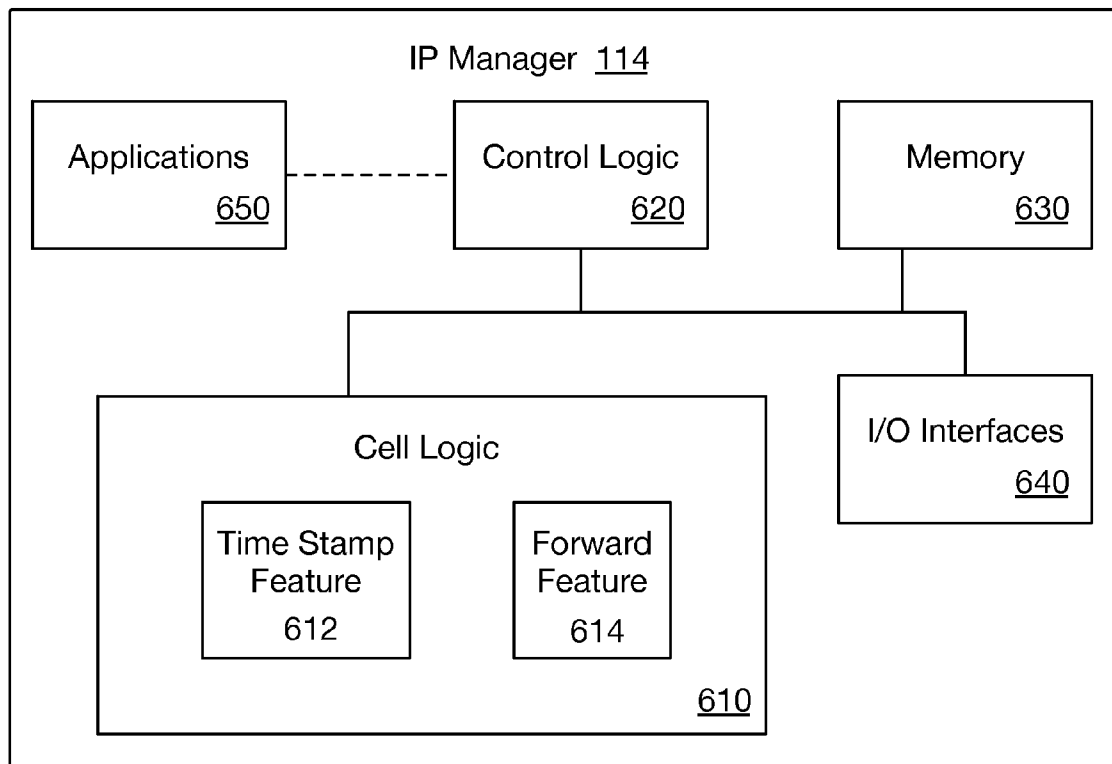 IP Manager 114
Applications
650
Control Logic
620
Memory
630
Cell Logic
Time Stamp
Feature
612
Forward
Feature
614
610
I/O Interfaces
640